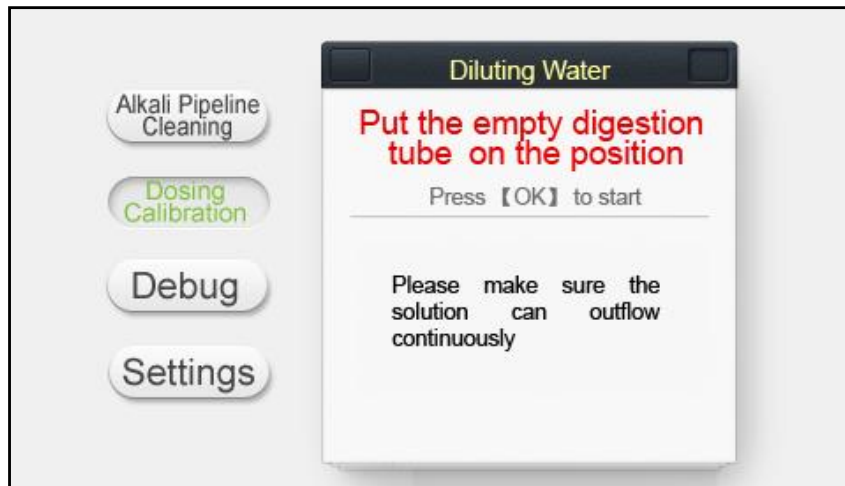 Alkali Pipeline
Cleaning
Dosing
Calibration
Debug
Settings
Diluting Water
Put the empty digestion
tube on the position
Press 【OK】 to start
Please make sure the
solution can outflow
continuously